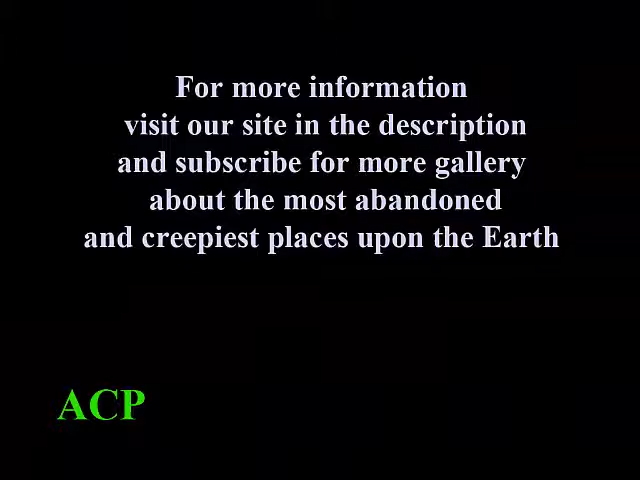 For more information
visit our site in the description
and subscribe for more gallery
about the most abandoned
and creepiest places upon the Earth
ACP